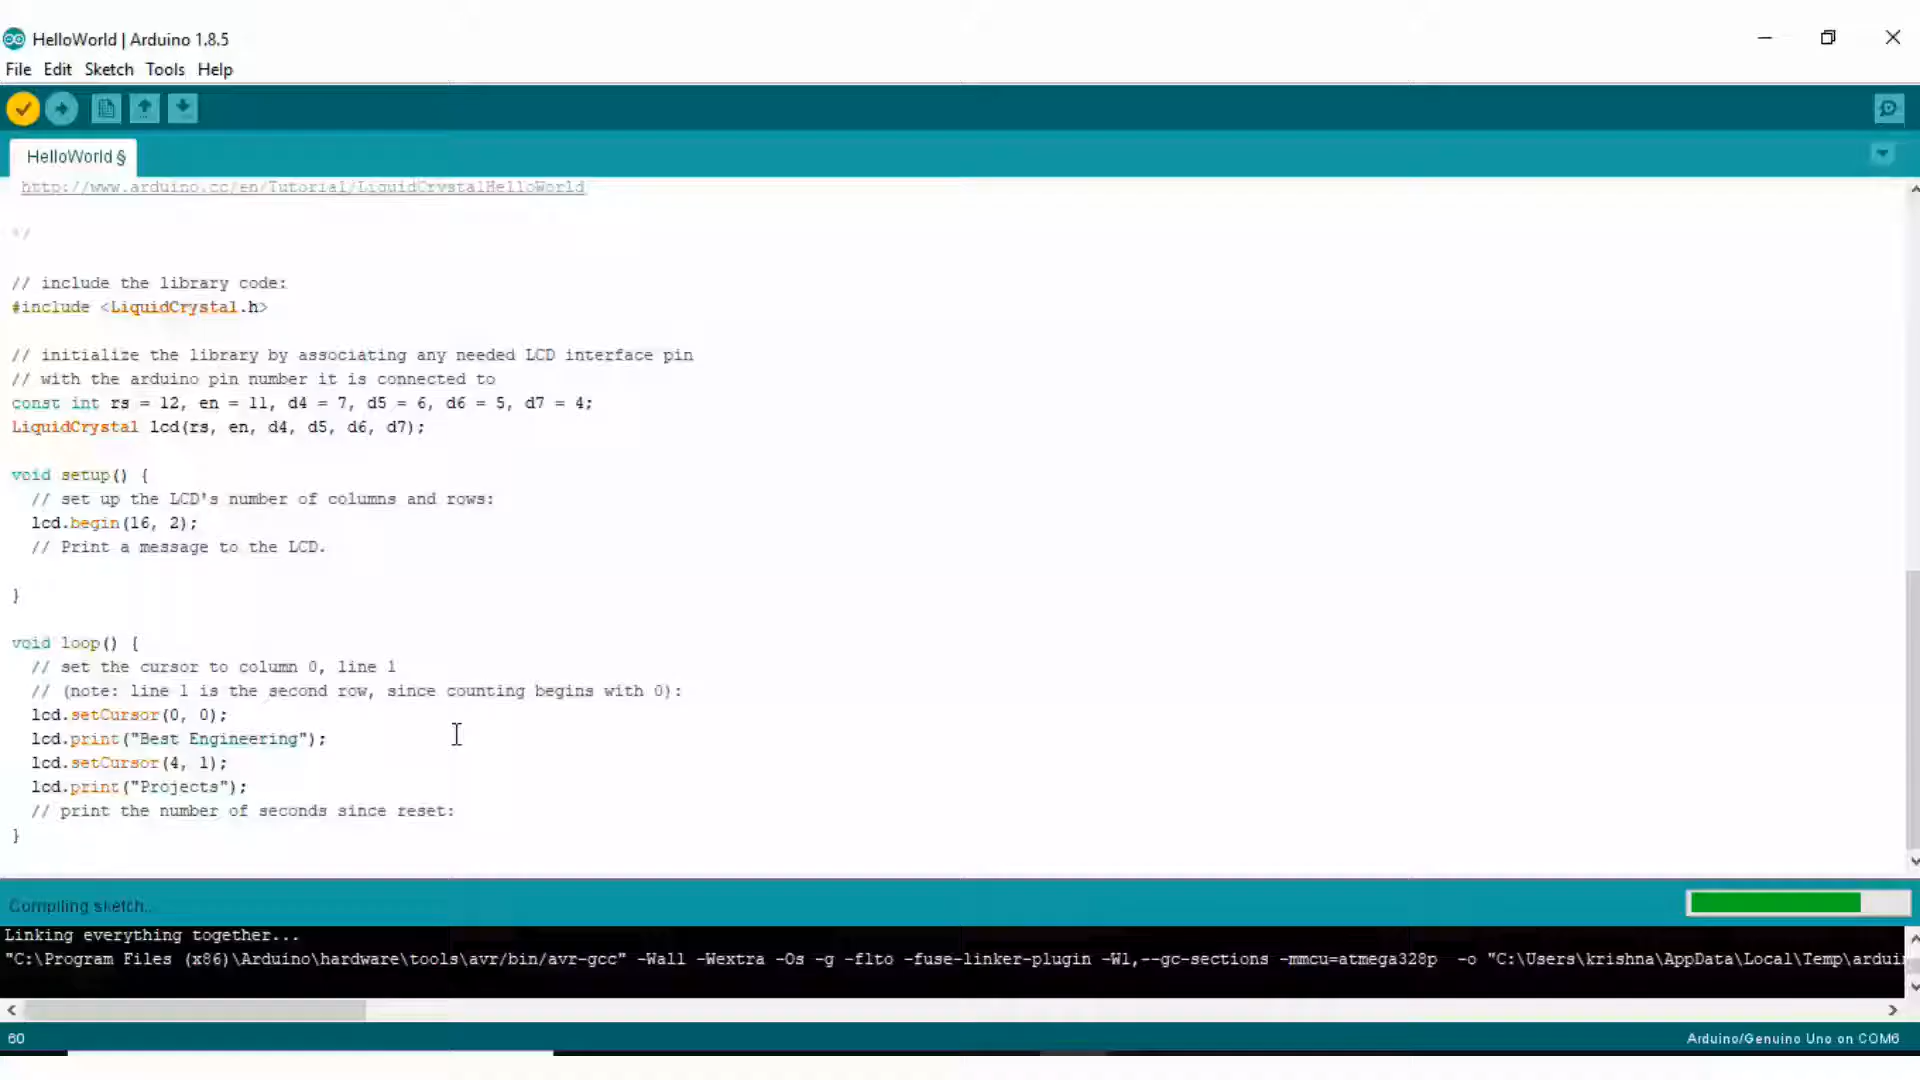 HelloWorld | Arduino 1.8.5
File Edit Sketch Tools Help
HelloWorld §
http://www.arduino.cc/en/Tutorial/LiquidCrystalHelloWorld
*/
// include the library code:
#include <LiquidCrystal.h>
// initialize the library by associating any needed LCD interface pin
// with the arduino pin number it is connected to
const int rs = 12, en = 11, d4 = 7, d5 = 6, d6 = 5, d7 = 4;
LiquidCrystal lcd(rs, en, d4, d5, d6, d7);
void setup() {
// set up the LCD's number of columns and rows:
lcd.begin(16, 2);
// Print a message to the LCD.
}
void loop() {
// set the cursor to column 0, line 1
// (note: line 1 is the second row, since counting begins with 0):
lcd.setCursor(0, 0);
lcd.print("Best Engineering");
lcd.setCursor(4, 1);
lcd.print("Projects");
// print the number of seconds since reset:
}
Compiling sketch...
Linking everything together...
"C:\Program Files (x86)\Arduino\hardware\tools\avr/bin/avr-gcc" -Wall -Wextra -Os -g -flto -fuse-linker-plugin -Wl,--gc-sections -mmcu=atmega328p -o "C:\Users\krishna\AppData\Local\Temp\ardui
60
Arduino/Genuino Uno on COM6